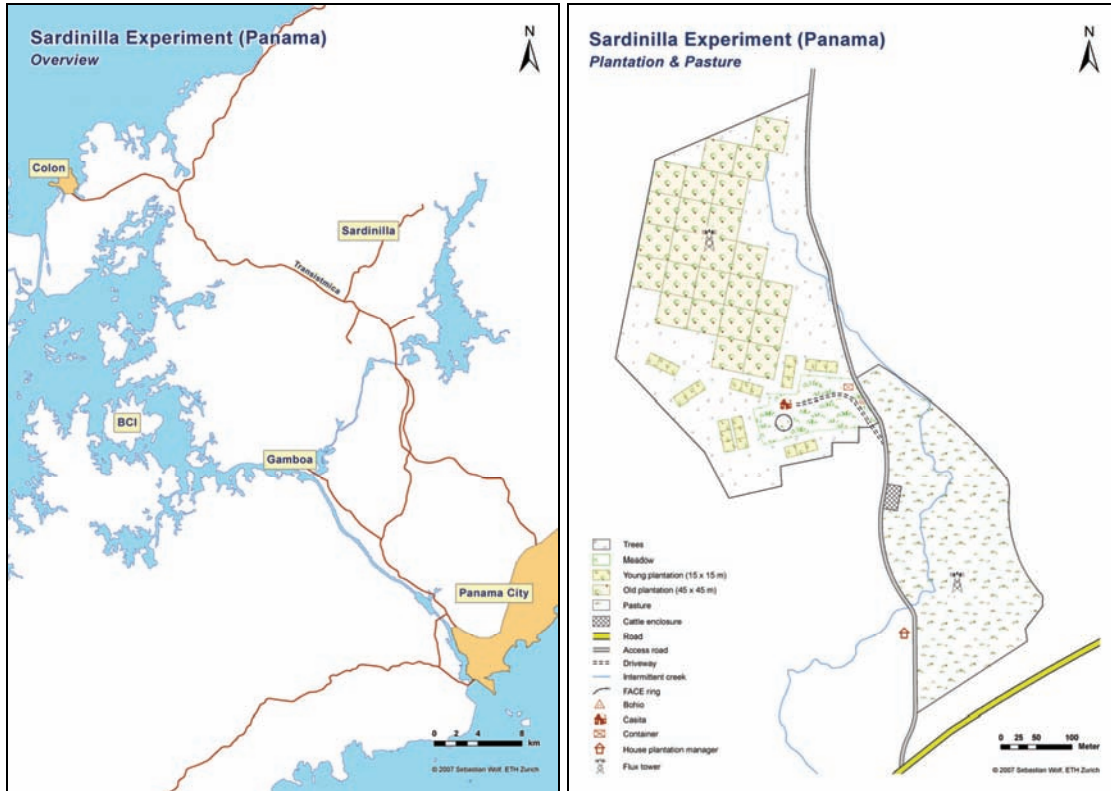 Sardinilla Experiment (Panama)
Overview
N
Colon
Sardinilla
Transistmica
BCI
Gamboa
Panama City
0 2 4 8
km
© 2007 Sebastian Wolf, ETH Zurich
Sardinilla Experiment (Panama)
Plantation & Pasture
N
Trees
Meadow
Young plantation (15 x 15 m)
Old plantation (45 x 45 m)
Pasture
Cattle enclosure
Road
Access road
Driveway
Intermittent creek
FACE ring
Bohio
Casita
Container
House plantation manager
Flux tower
0 25 50 100
Meter
© 2007 Sebastian Wolf, ETH Zurich